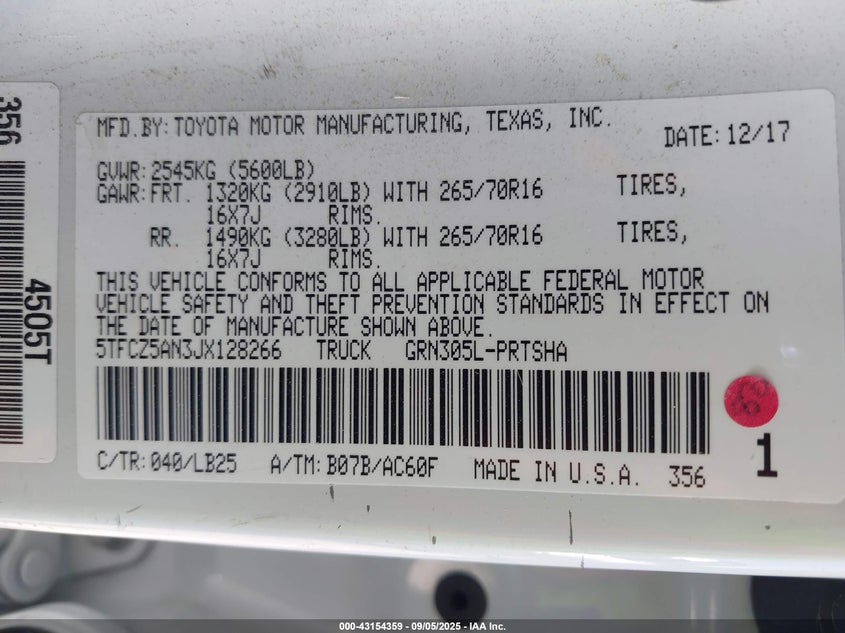 356
4505T
MFD.BY:TOYOTA MOTOR MANUFACTURING, TEXAS, INC.
DATE:12/17
GVWR:2545KG (5600LB)
GAWR:FRT. 1320KG (2910LB) WITH 265/70R16 TIRES,
16X7J RIMS.
RR. 1490KG (3280LB) WITH 265/70R16 TIRES,
16X7J RIMS.
THIS VEHICLE CONFORMS TO ALL APPLICABLE FEDERAL MOTOR
VEHICLE SAFETY AND THEFT PREVENTION STANDARDS IN EFFECT ON
THE DATE OF MANUFACTURE SHOWN ABOVE.
5TFCZ5AN3JX128266 TRUCK GRN305L-PRTSHA
C/TR:040/LB25 A/TM:B07B/AC60F MADE IN U.S.A. 356
1
000-43154359 - 09/05/2025 - IAA Inc.